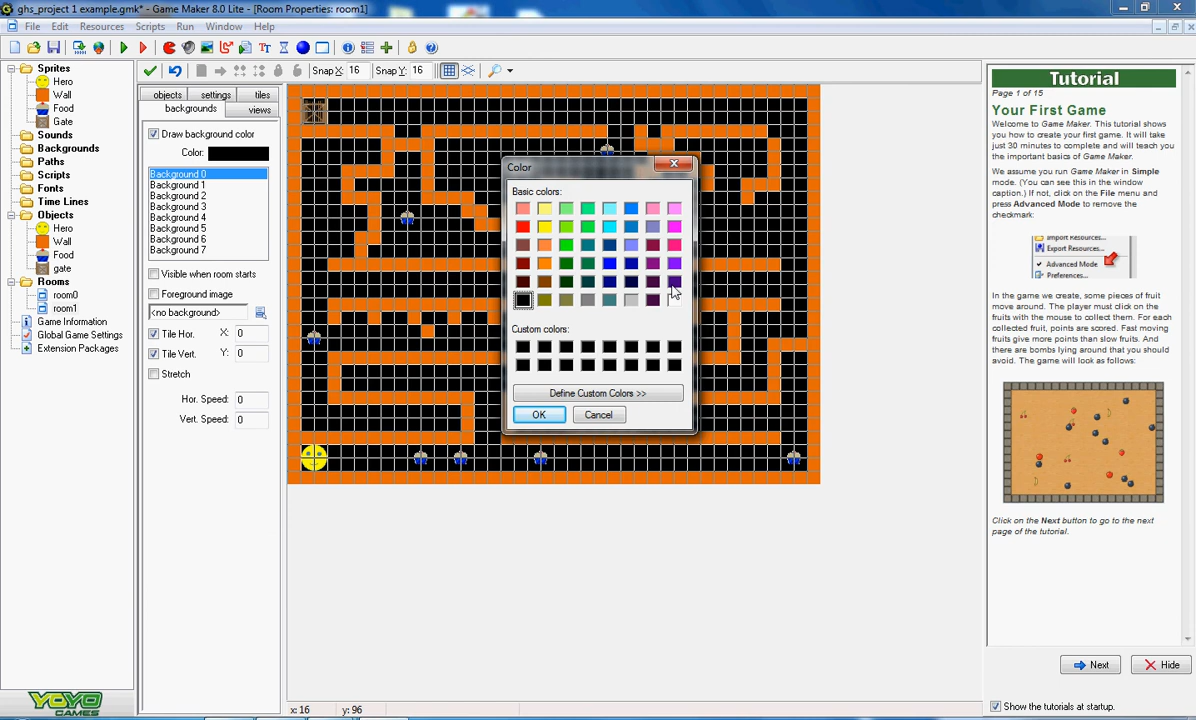 ghs_project 1 example.gmk* - Game Maker 8.0 Lite - [Room Properties: room1]
File Edit Resources Scripts Run Window Help
Snap X: 16 Snap Y: 16
Sprites
Hero
Wall
Food
Gate
Sounds
Backgrounds
Paths
Scripts
Fonts
Time Lines
Objects
Hero
Wall
Food
gate
Rooms
room0
room1
Game Information
Global Game Settings
Extension Packages
YOYO
GAMES
objects settings tiles
backgrounds views
Draw background color
Color:
Background 0
Background 1
Background 2
Background 3
Background 4
Background 5
Background 6
Background 7
Visible when room starts
Foreground image
<no background>
Tile Hor. X: 0
Tile Vert. Y: 0
Stretch
Hor. Speed: 0
Vert. Speed: 0
Color
Basic colors:
Custom colors:
Define Custom Colors >>
OK Cancel
x: 16 y: 96
Tutorial
Page 1 of 15
Your First Game
Welcome to Game Maker. This tutorial shows
you how to create your first game. It will take
just 30 minutes to complete and will teach you
the important basics of Game Maker.
We assume you run Game Maker in Simple
mode. (You can see this in the window
caption.) If not, click on the File menu and
press Advanced Mode to remove the
checkmark:
Import Resources...
Export Resources...
Advanced Mode
Preferences...
In the game we create, some pieces of fruit
move around. The player must click on the
fruits with the mouse to collect them. For each
collected fruit, points are scored. Fast moving
fruits give more points than slow fruits. And
there are bombs lying around that you should
avoid. The game will look as follows:
Click on the Next button to go to the next
page of the tutorial.
Next Hide
Show the tutorials at startup.